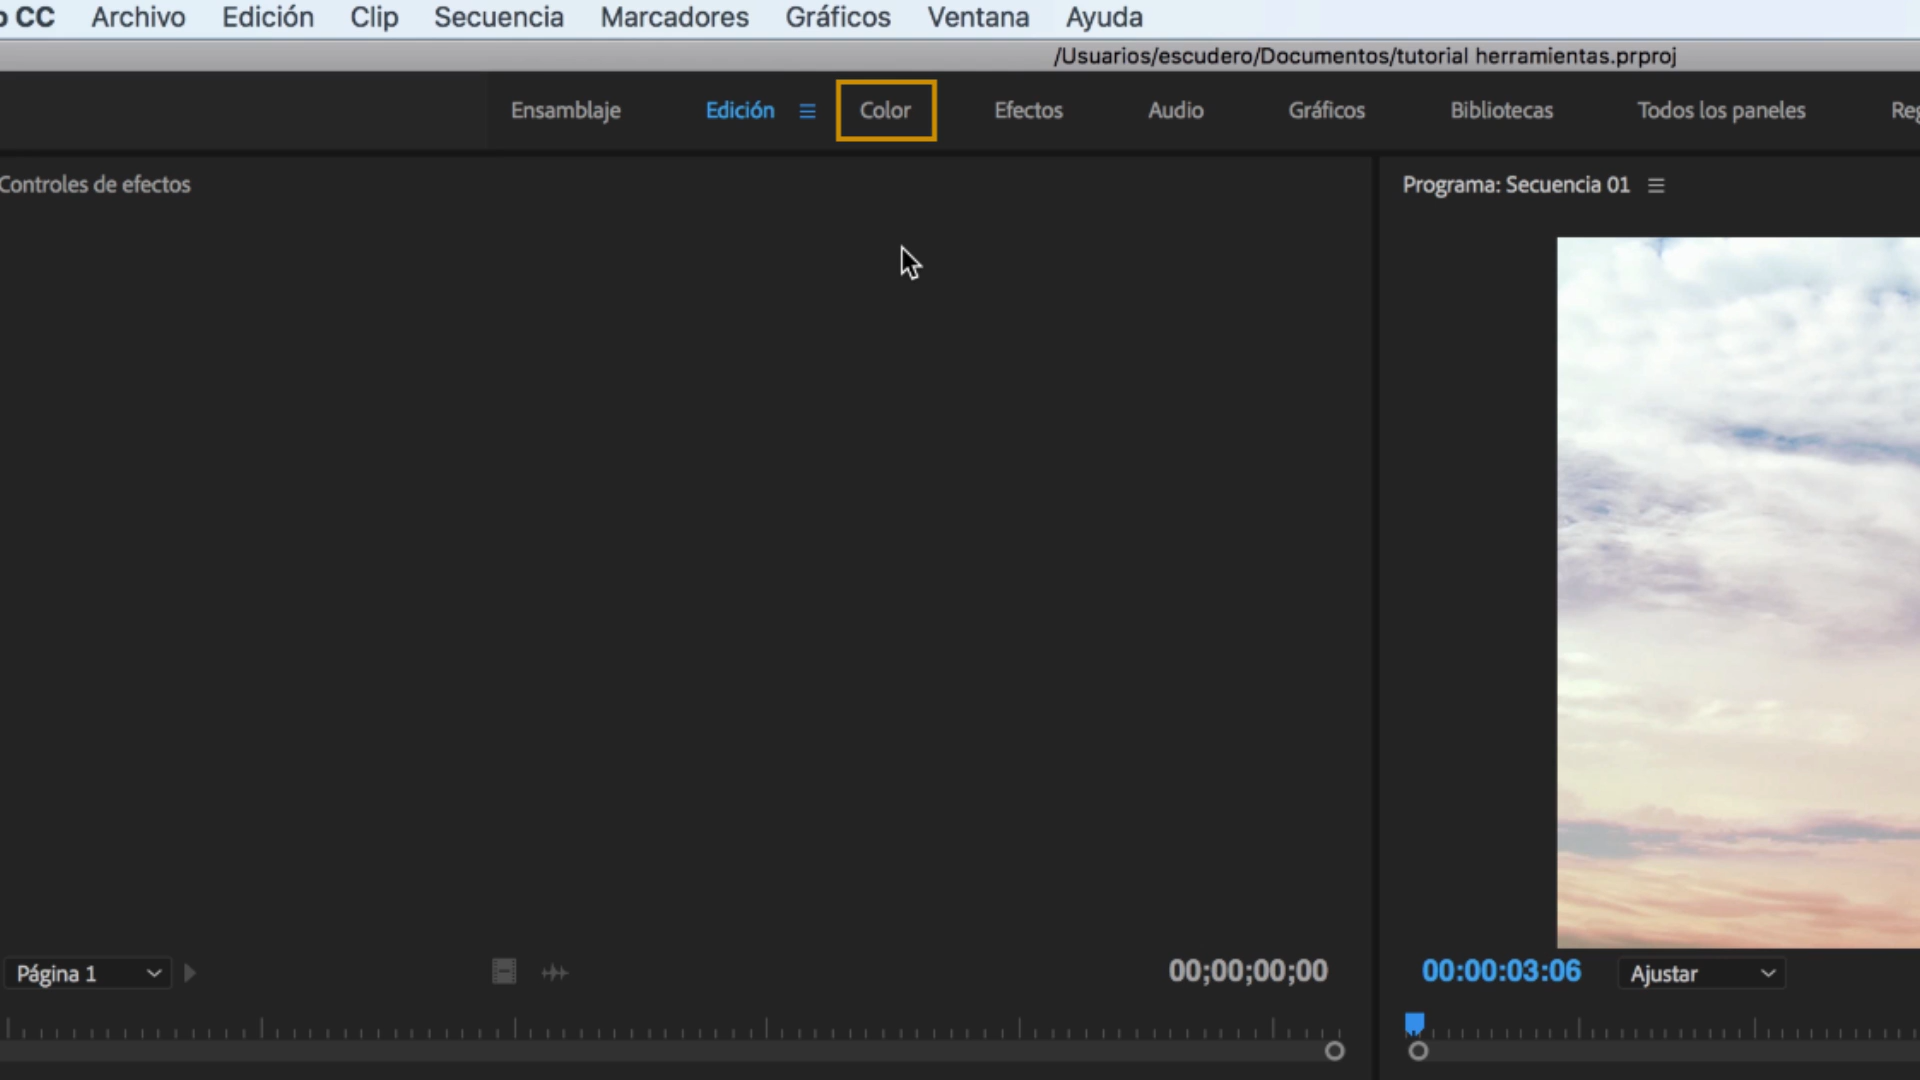 CC Archivo Edición Clip Secuencia Marcadores Gráficos Ventana Ayuda
/Usuarios/escudero/Documentos/tutorial herramientas.prproj
Ensamblaje Edición Color Efectos Audio Gráficos Bibliotecas Todos los paneles
Controles de efectos
Programa: Secuencia 01
Página 1
00;00;00;00
00:00:03:06
Ajustar